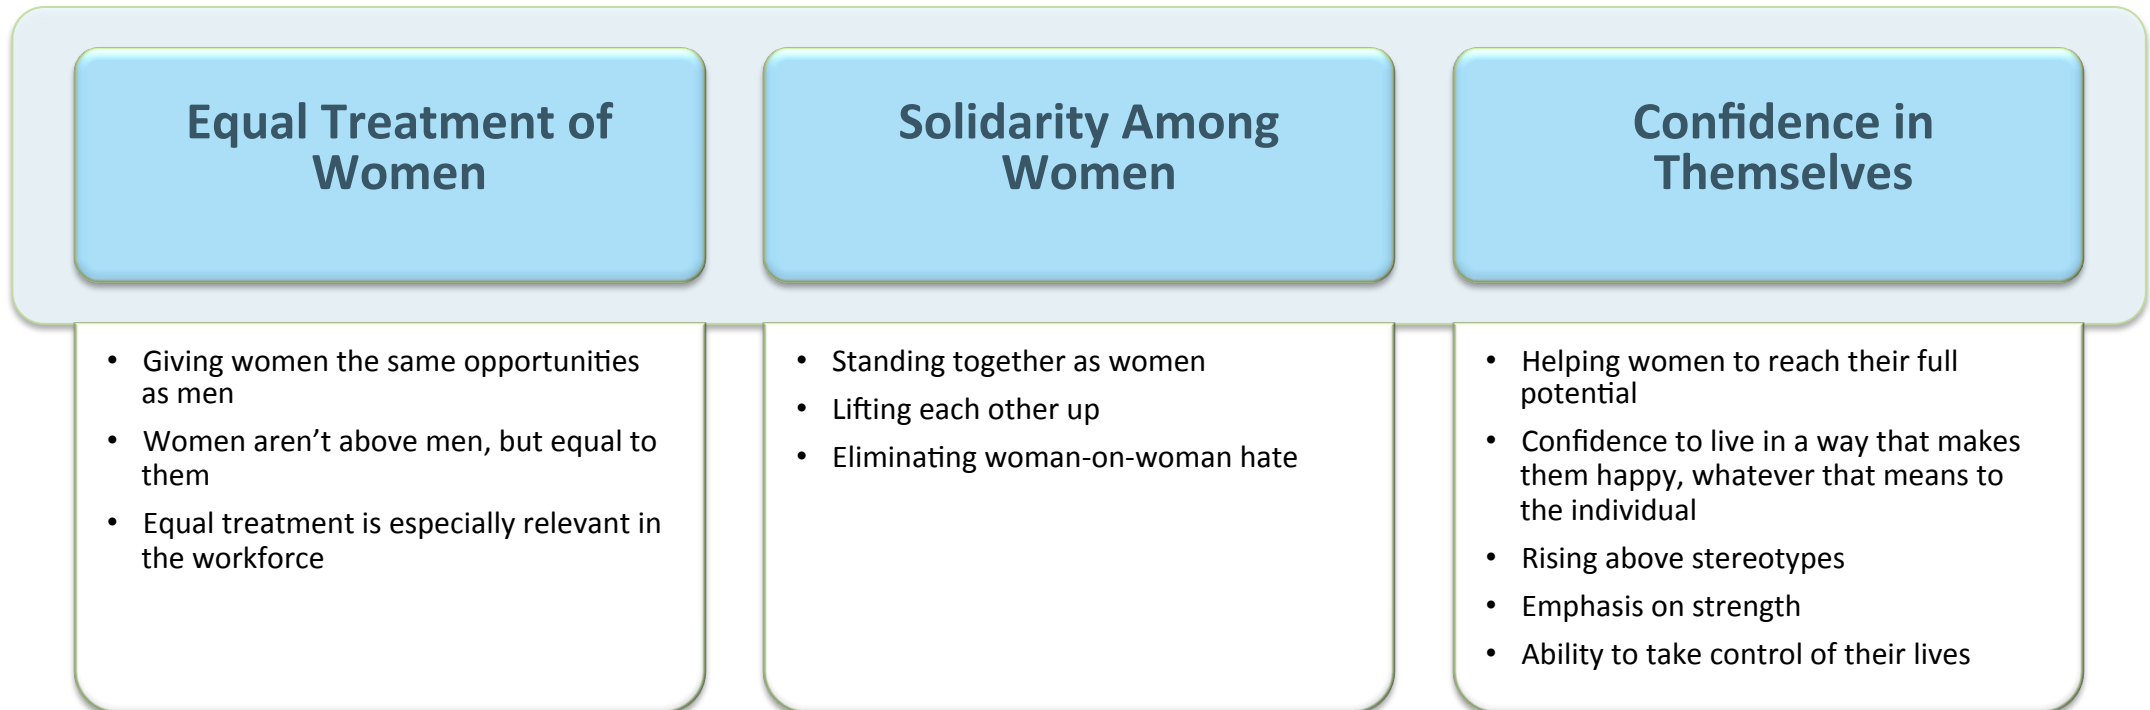 Equal Treatment of
Women
• Giving women the same opportunities
as men
• Women aren’t above men, but equal to
them
• Equal treatment is especially relevant in
the workforce
Solidarity Among
Women
• Standing together as women
• Lifting each other up
• Eliminating woman-on-woman hate
Confidence in
Themselves
• Helping women to reach their full
potential
• Confidence to live in a way that makes
them happy, whatever that means to
the individual
• Rising above stereotypes
• Emphasis on strength
• Ability to take control of their lives